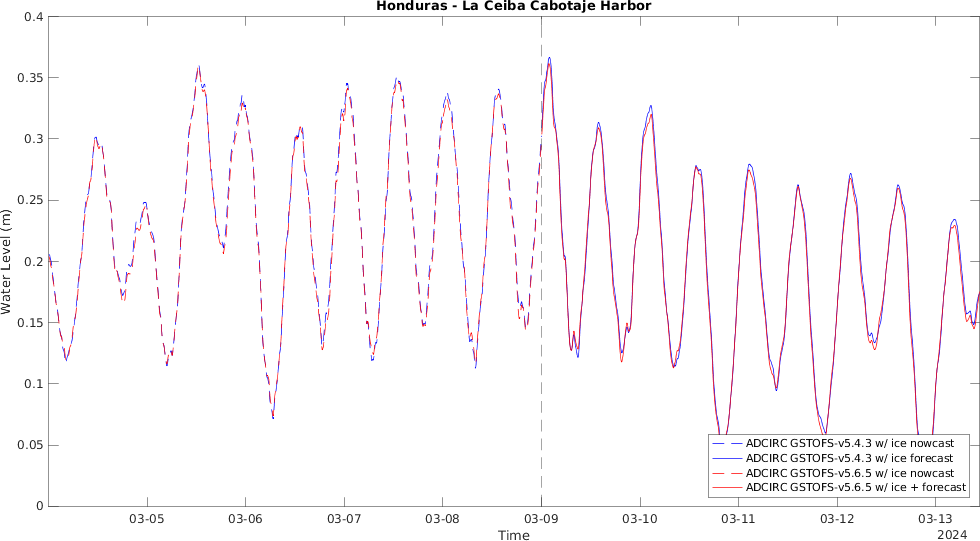 Honduras - La Ceiba Cabotaje Harbor
0.4
0.35
0.3
0.25
0.2
0.15
0.1
0.05
0
Water Level (m)
03-05 03-06 03-07 03-08 03-09 03-10 03-11 03-12 03-13
Time
2024
ADCIRC GSTOFS-v5.4.3 w/ ice nowcast
ADCIRC GSTOFS-v5.4.3 w/ ice forecast
ADCIRC GSTOFS-v5.6.5 w/ ice nowcast
ADCIRC GSTOFS-v5.6.5 w/ ice + forecast